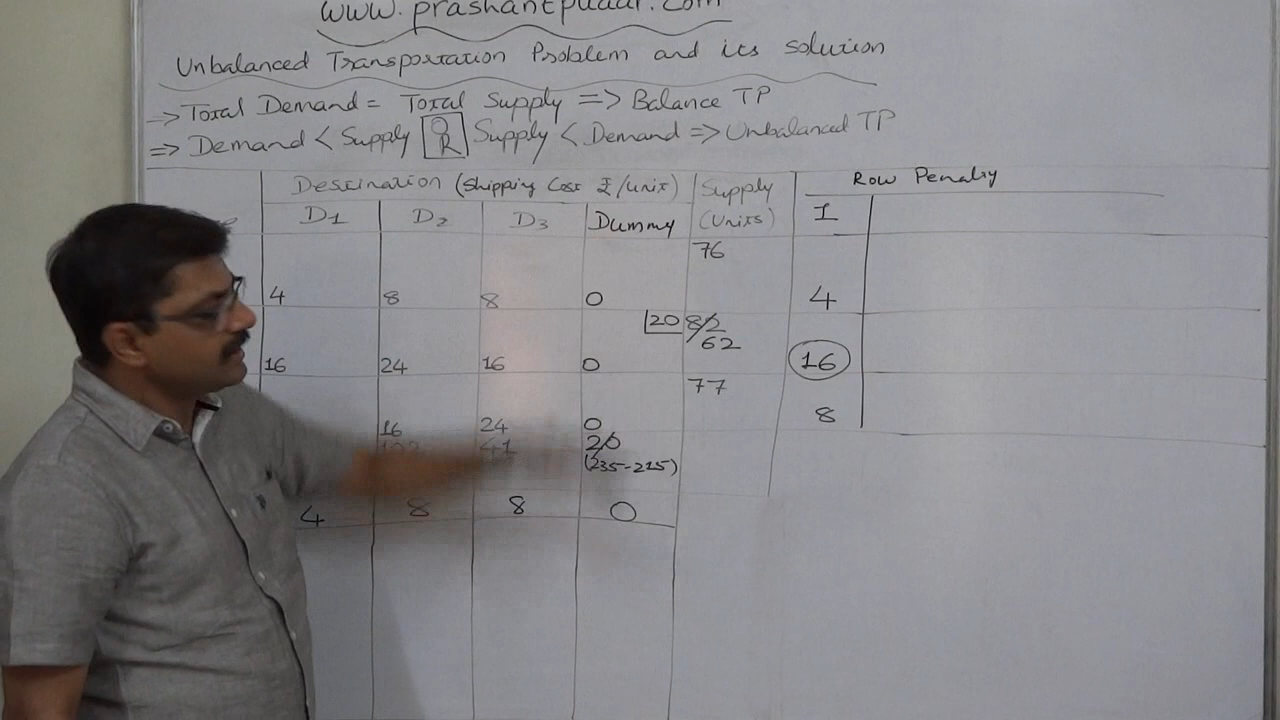 www.prashantpuaar.com
Unbalanced Transportation Problem and its solution
→ Total Demand = Total Supply => Balance TP
=> Demand < Supply OR Supply < Demand => Unbalanced TP
Destination (Shipping Cost ₹/unit) Supply (Units) Row Penalty
D1 D2 D3 Dummy I
76
4 8 8 0 4
20 82
62
16 24 16 0 16
77
16 24 0 8
41 20
(235-215)
4 8 8 0